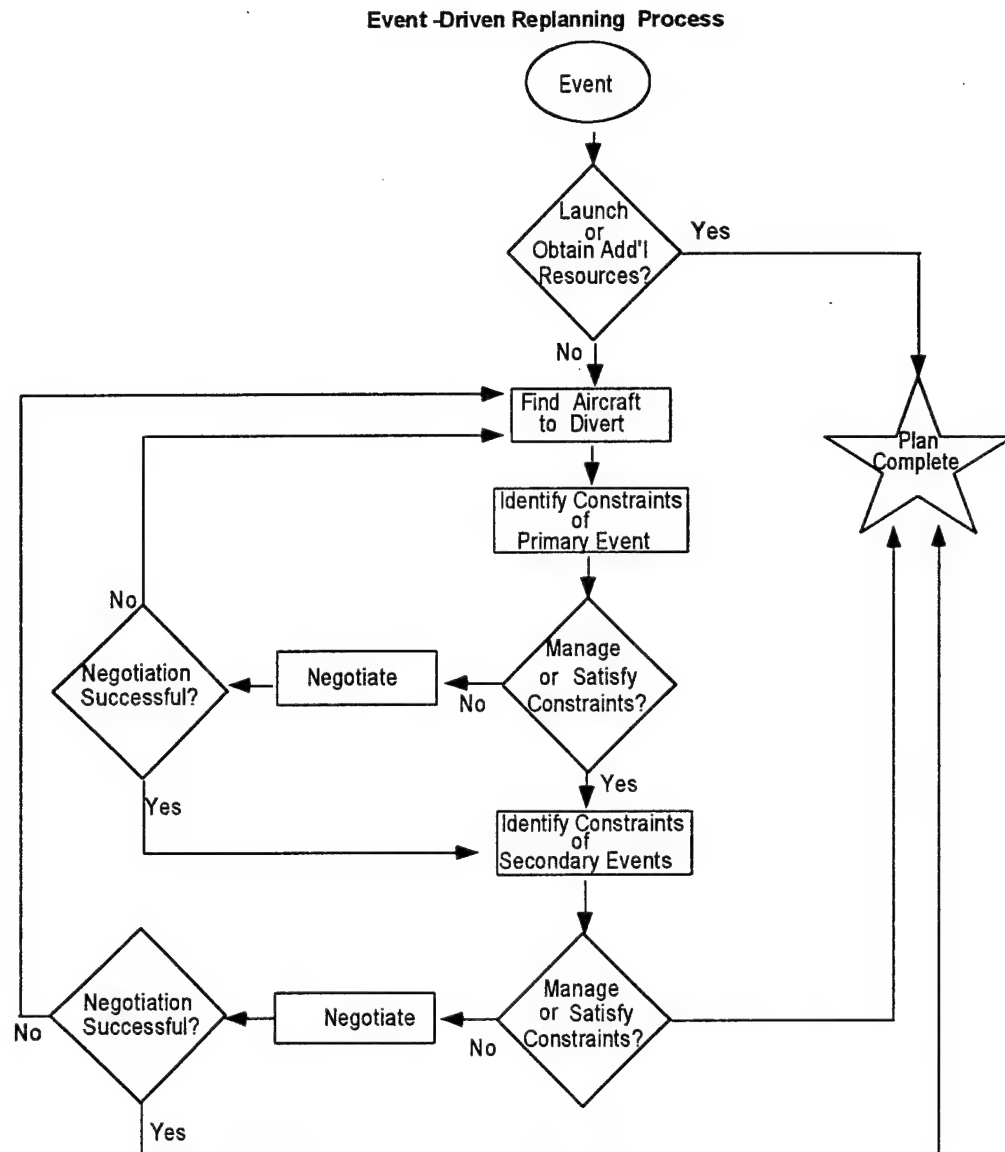 Event -Driven Replanning Process
Event
Launch
or
Obtain Add'l
Resources?
Yes
No
Find Aircraft
to Divert
Plan
Complete
Identify Constraints
of
Primary Event
No
Negotiation
Successful?
Negotiate
No
Manage
or Satisfy
Constraints?
Yes
Yes
Identify Constraints
of
Secondary Events
Negotiation
Successful?
No
Negotiate
No
Manage
or Satisfy
Constraints?
Yes